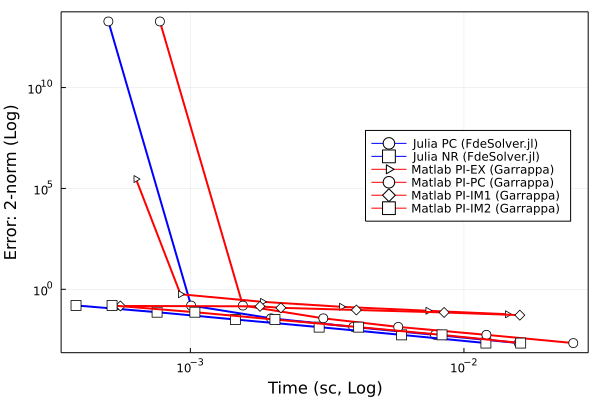 10^10
10^5
10^0
Error: 2-norm (Log)
Julia PC (FdeSolver.jl)
Julia NR (FdeSolver.jl)
Matlab PI-EX (Garrappa)
Matlab PI-PC (Garrappa)
Matlab PI-IM1 (Garrappa)
Matlab PI-IM2 (Garrappa)
10^-3 10^-2
Time (sc, Log)